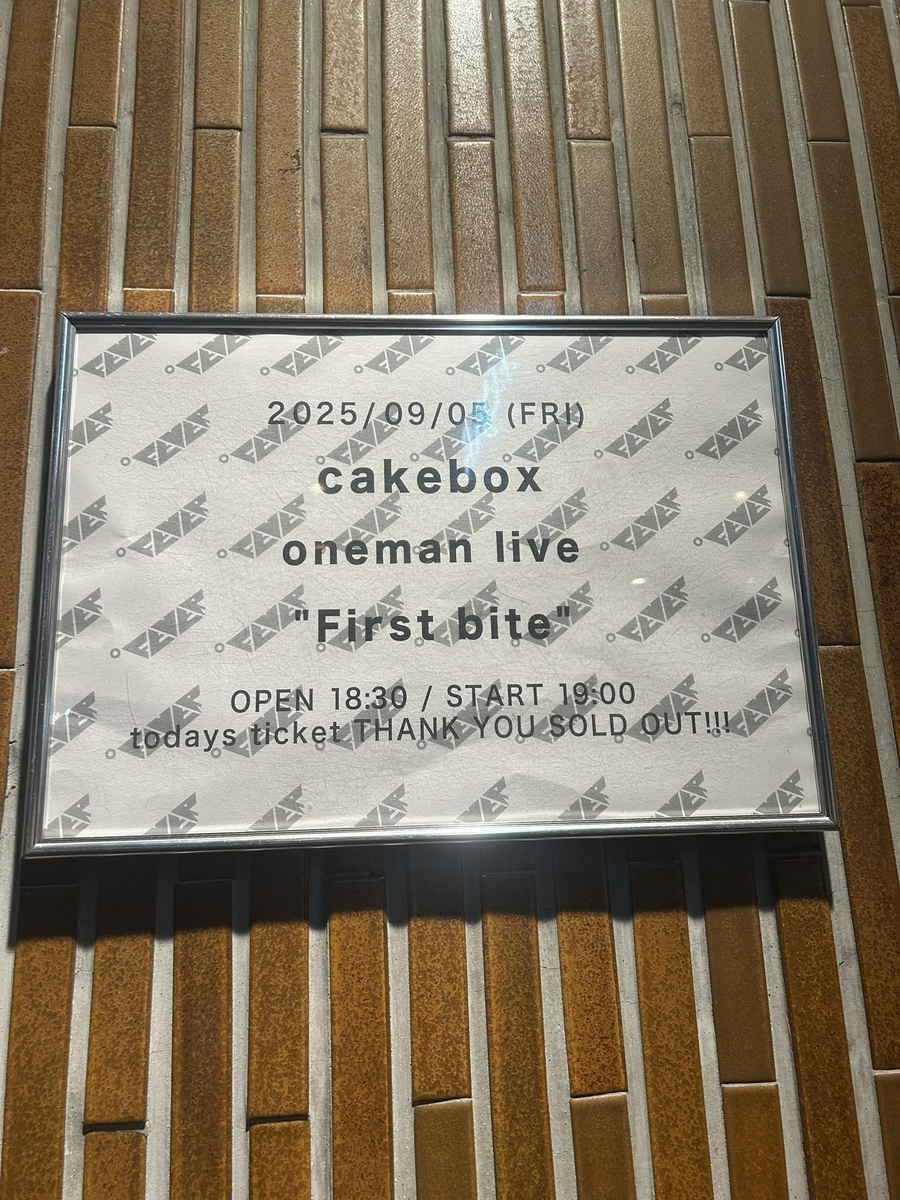 2025/09/05 (FRI)
cakebox
oneman live
"First bite"
OPEN 18:30 / START 19:00
todays ticket THANK YOU SOLD OUT!!!
FEVER